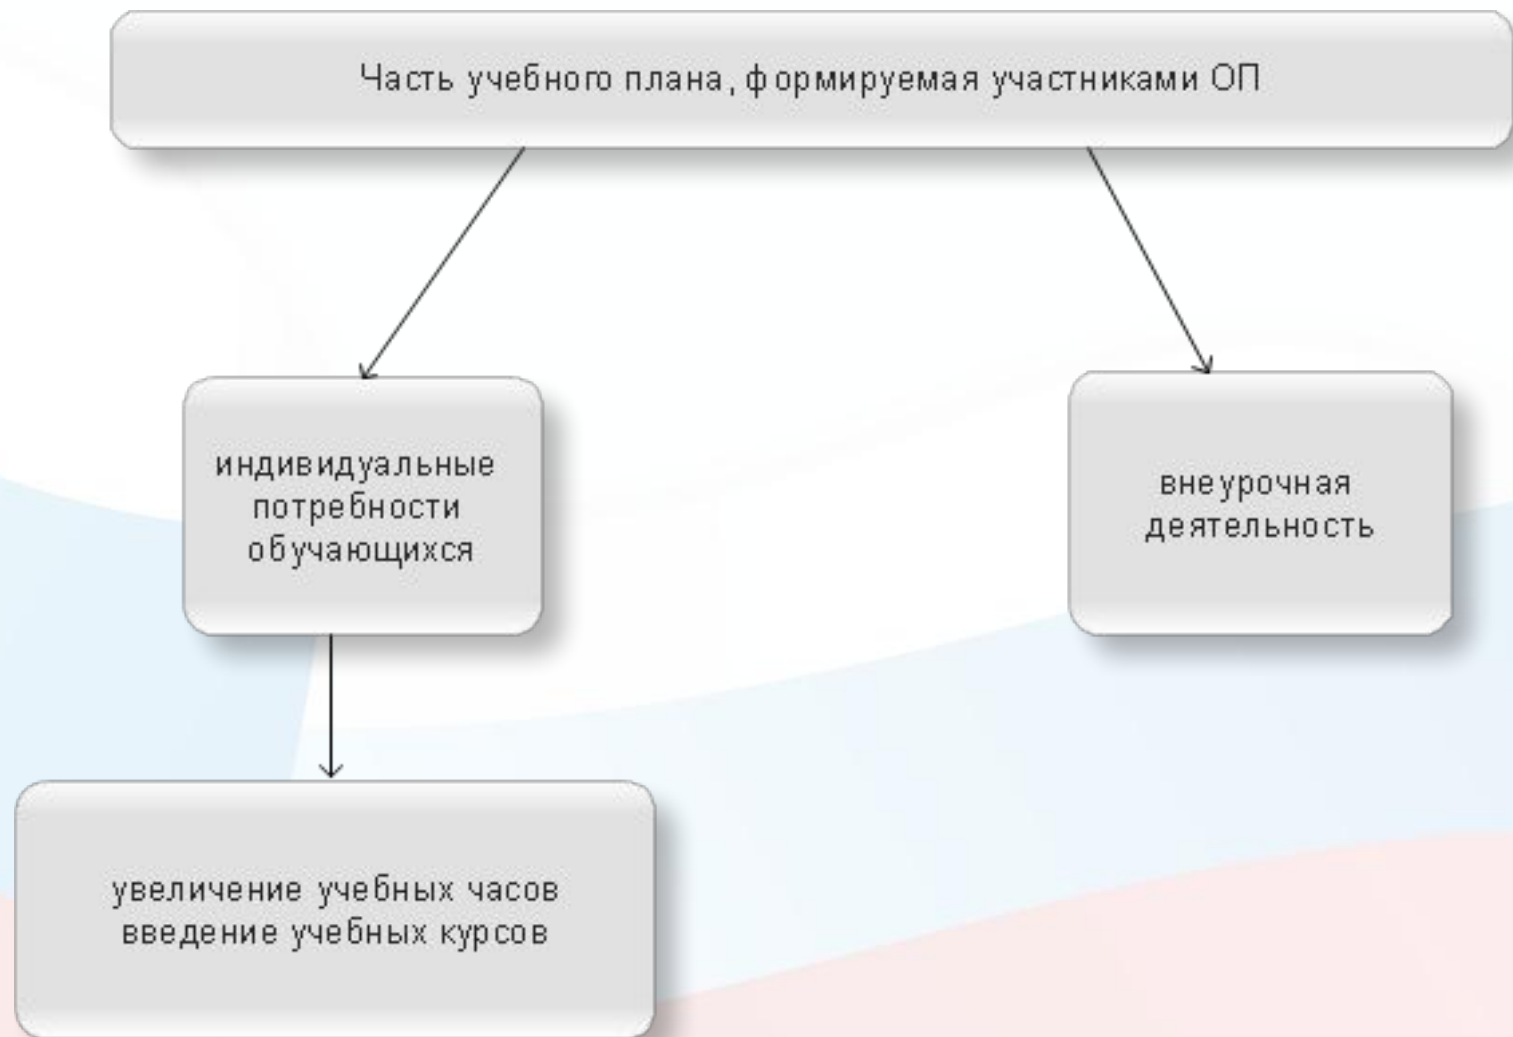 Часть учебного плана, формируемая участниками ОП
индивидуальные
потребности
обучающихся
внеурочная
деятельность
увеличение учебных часов
введение учебных курсов